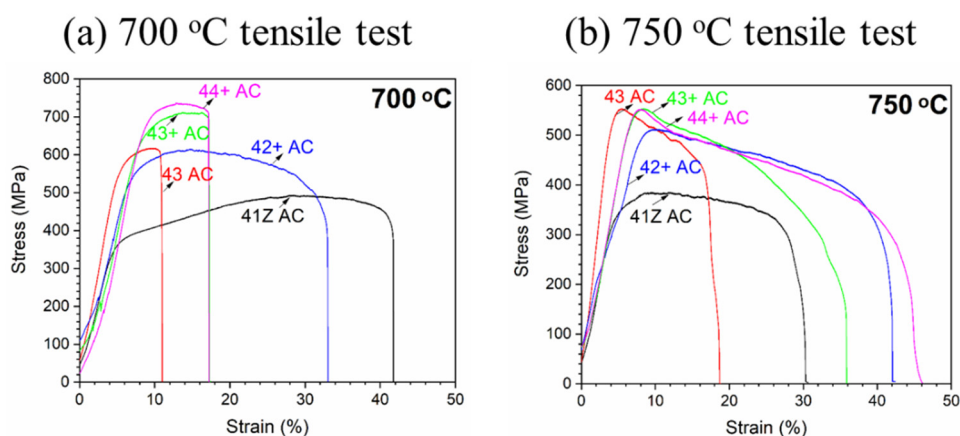 (a) 700 °C tensile test
800
700
600
500
400
300
200
100
0
Stress (MPa)
0 10 20 30 40 50
Strain (%)
700 °C
44+ AC
43+ AC
42+ AC
43 AC
41Z AC
(b) 750 °C tensile test
600
500
400
300
200
100
0
Stress (MPa)
0 10 20 30 40 50
Strain (%)
750 °C
43 AC
43+ AC
44+ AC
42+ AC
41Z AC